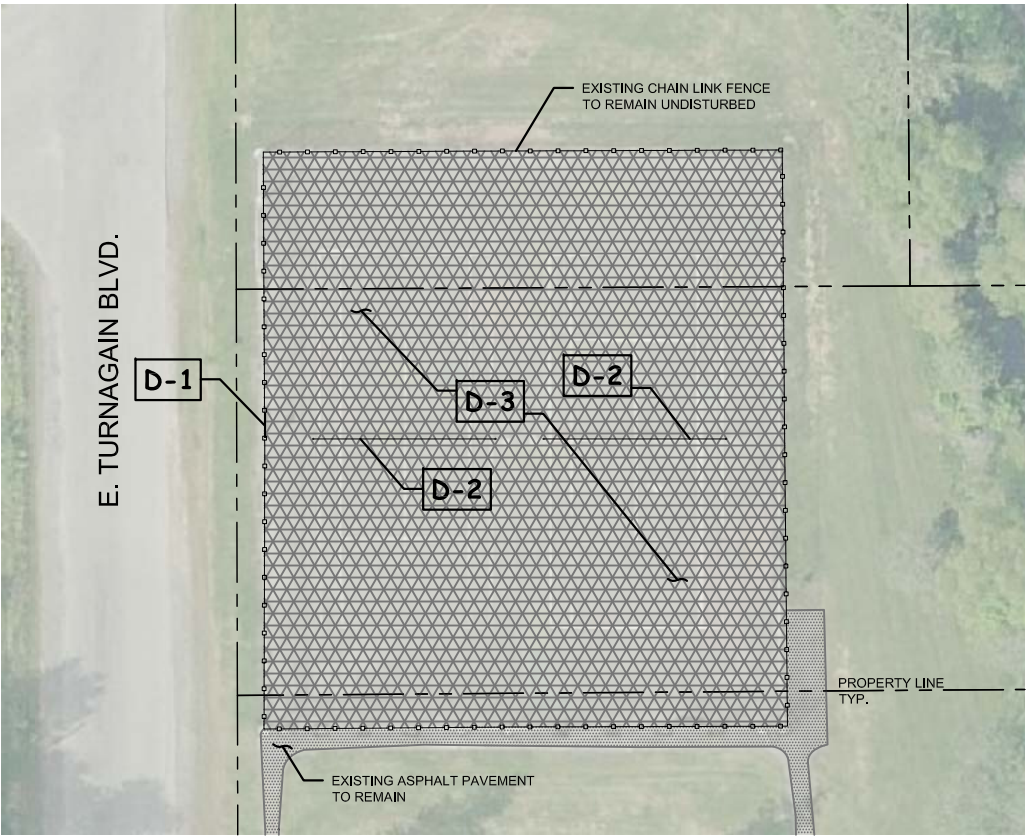 EXISTING CHAIN LINK FENCE
TO REMAIN UNDISTURBED
E. TURNAGAIN BLVD.
D-1
D-2
D-3
D-2
PROPERTY LINE
TYP.
EXISTING ASPHALT PAVEMENT
TO REMAIN